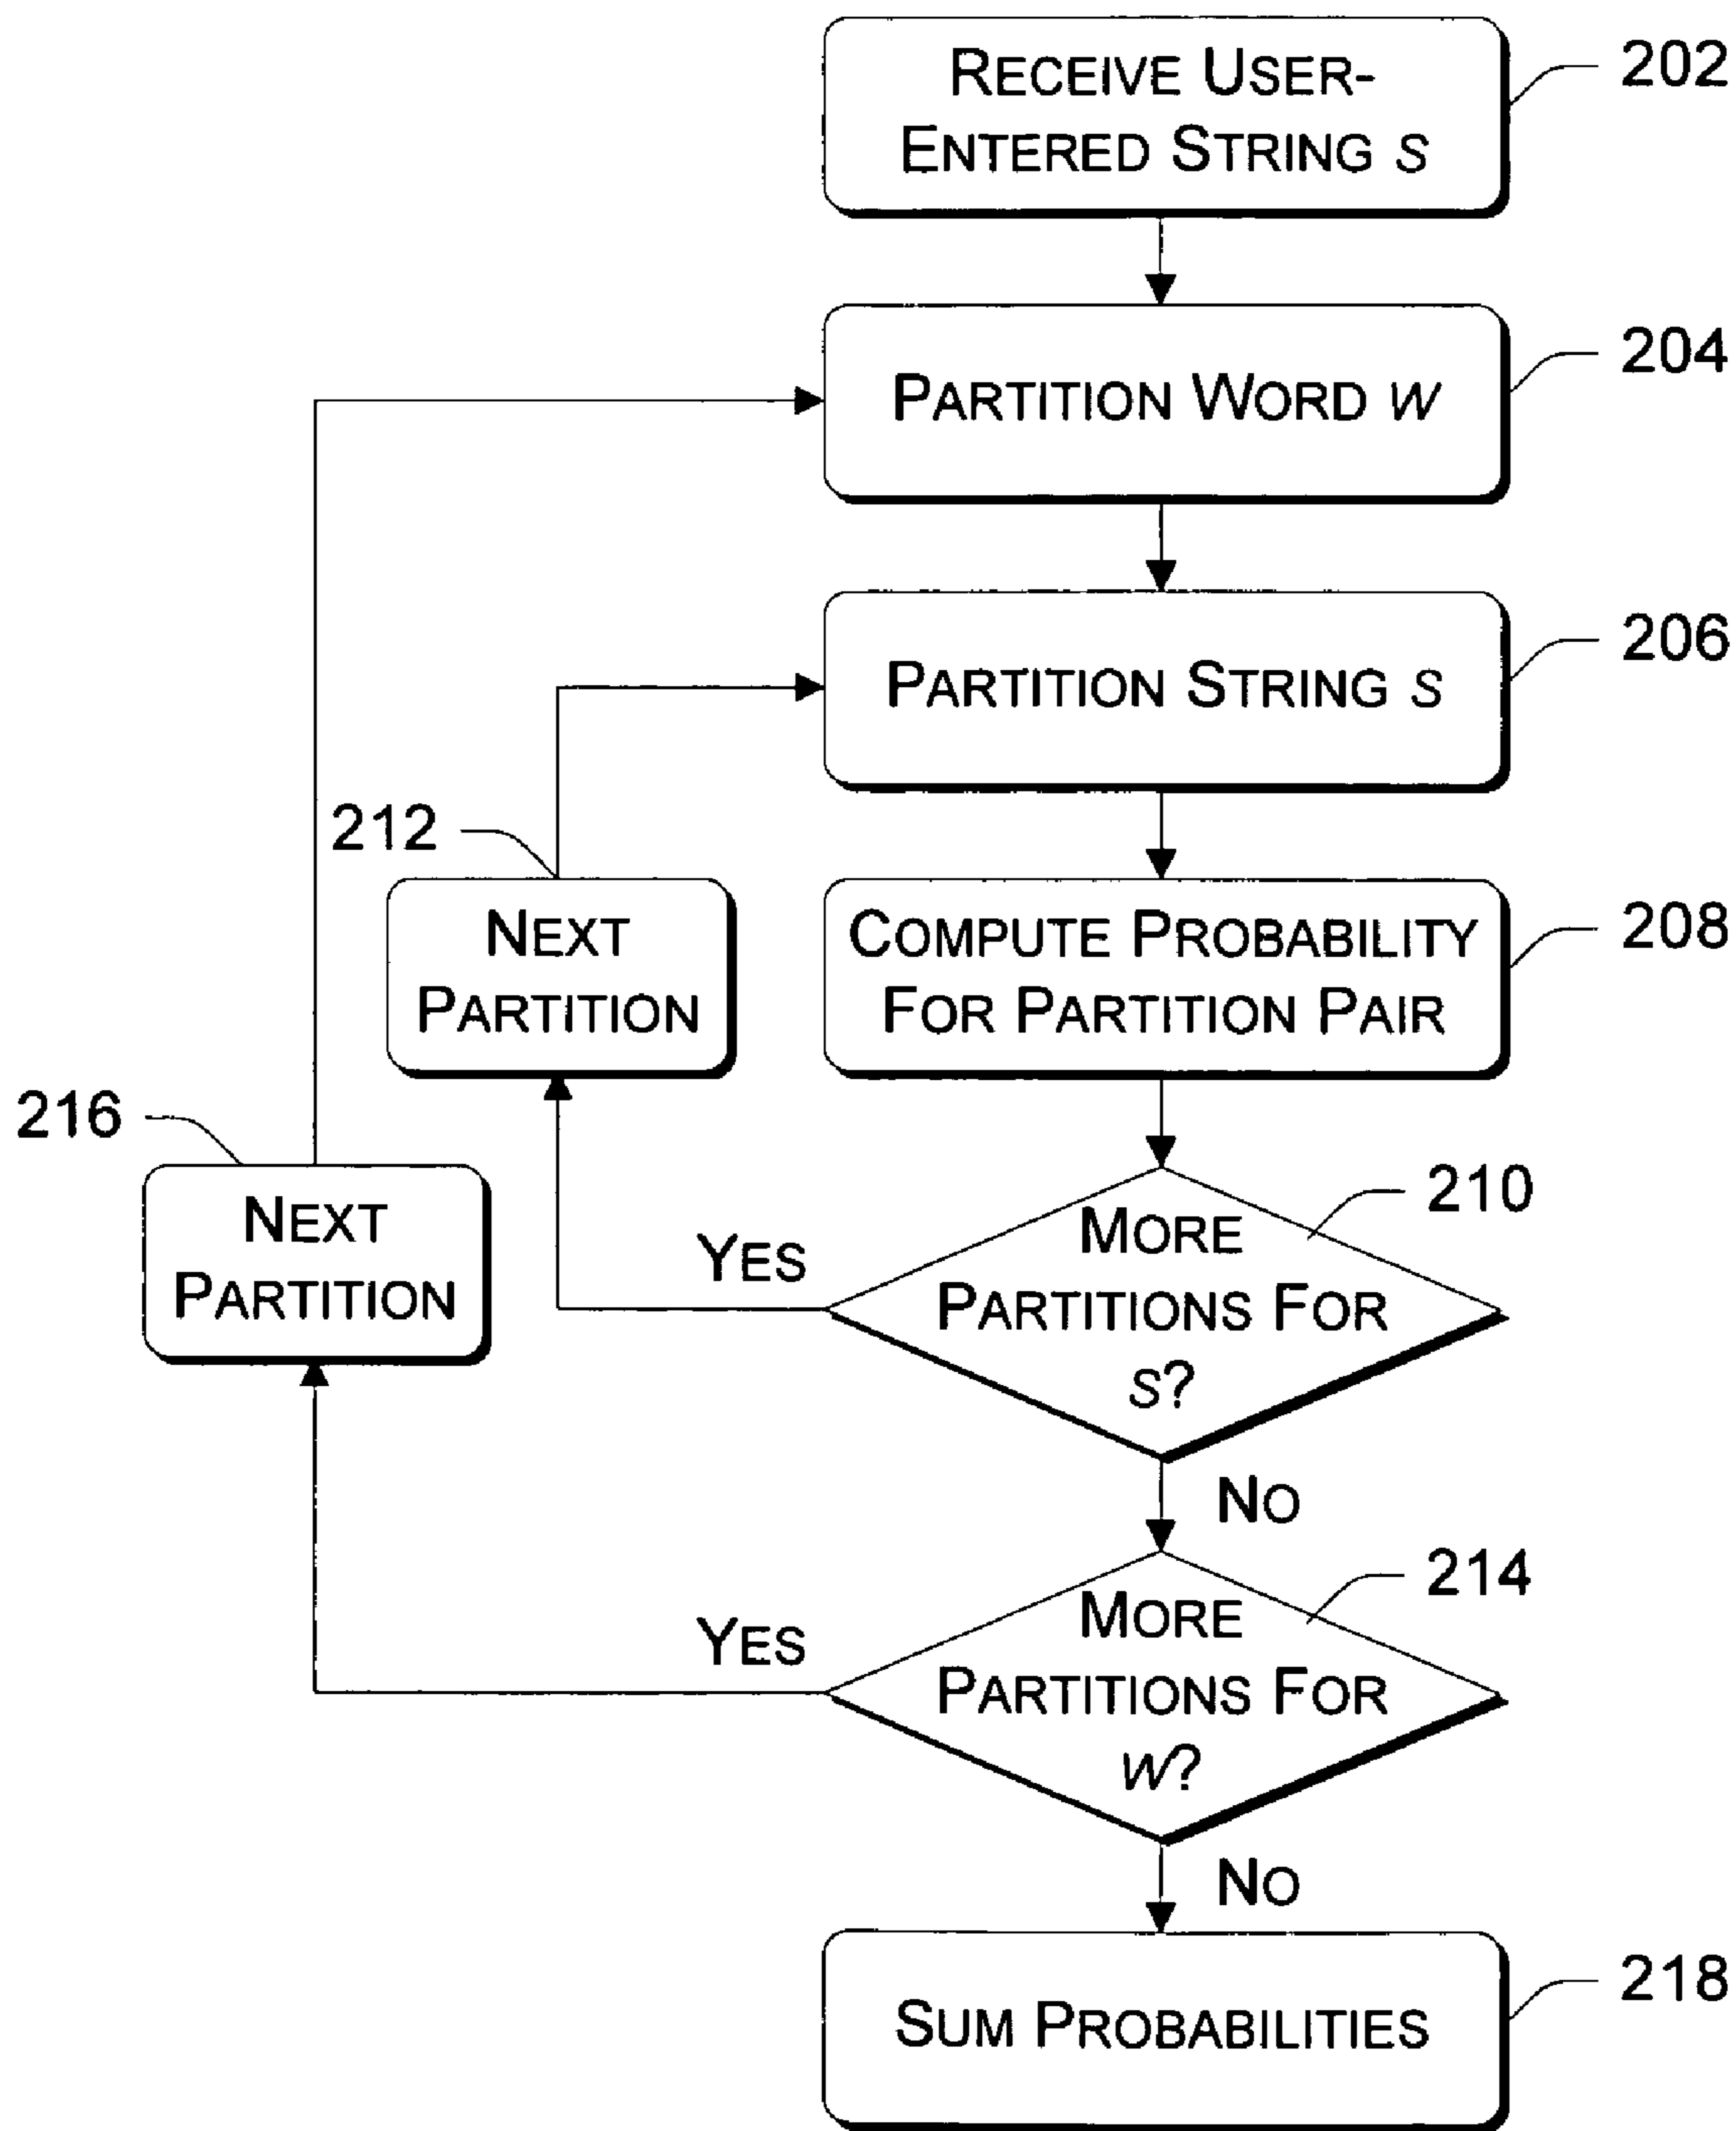 RECEIVE USER-
ENTERED STRING s
202
PARTITION WORD w
204
PARTITION STRING s
206
212
NEXT
PARTITION
COMPUTE PROBABILITY
FOR PARTITION PAIR
208
216
NEXT
PARTITION
YES
MORE
PARTITIONS FOR
s?
210
NO
YES
MORE
PARTITIONS FOR
w?
214
NO
SUM PROBABILITIES
218